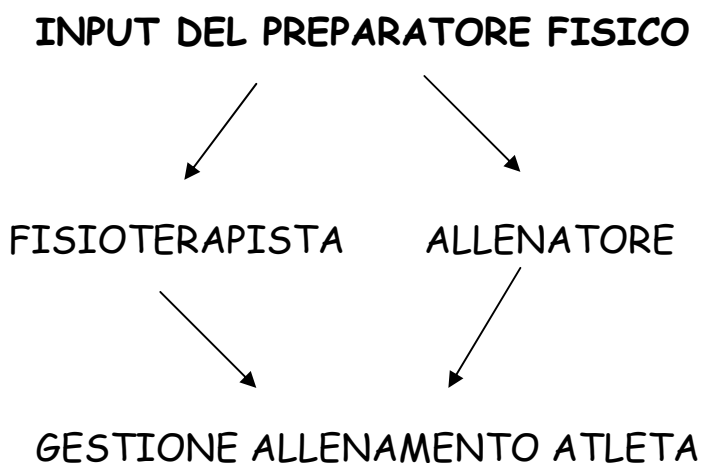 INPUT DEL PREPARATORE FISICO
FISIOTERAPISTA ALLENATORE
GESTIONE ALLENAMENTO ATLETA